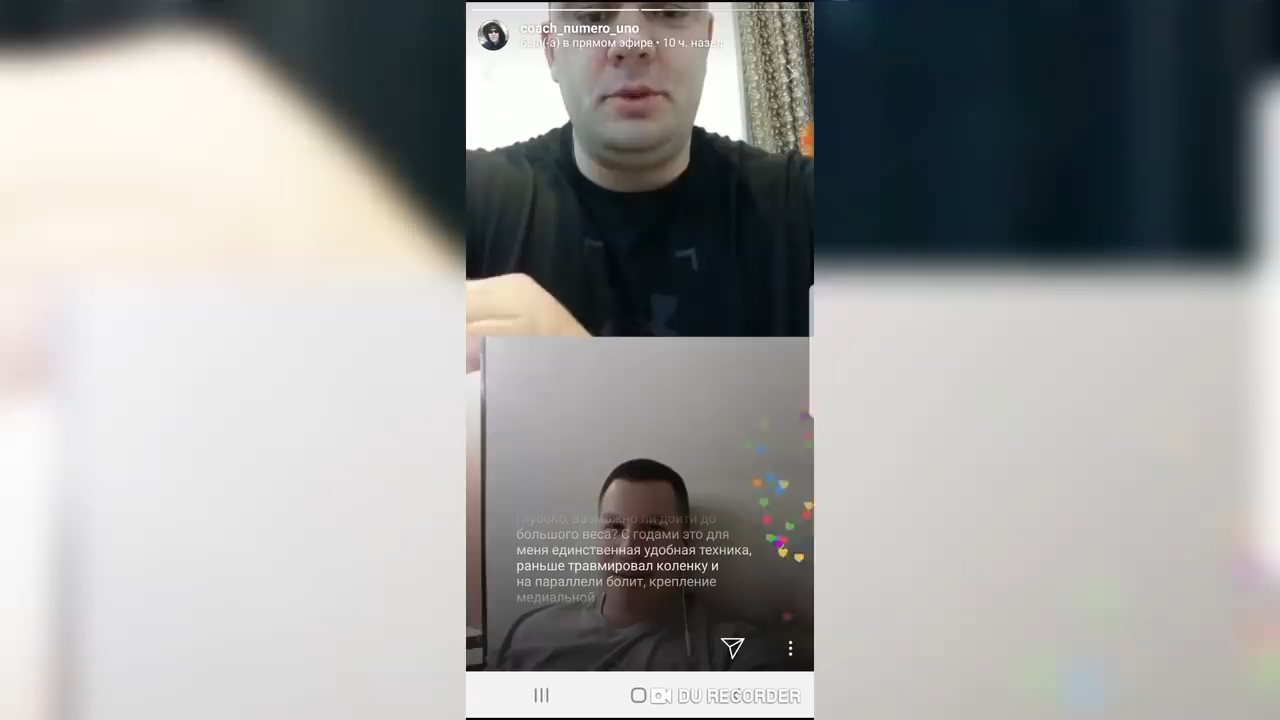 coach_numero_uno
был(-а) в прямом эфире • 10 ч. назад
глубоко, возможно ли дойти до
большого веса? С годами это для
меня единственная удобная техника,
раньше травмировал коленку и
на параллели болит, крепление
медиальной
DU RECORDER